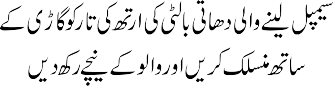 سیمپل لینے والی دھاتی بالٹی کی ارتھ کی تار کو گاڑی کے
ساتھ منسلک کریں اور والو کے نیچے رکھ دیں